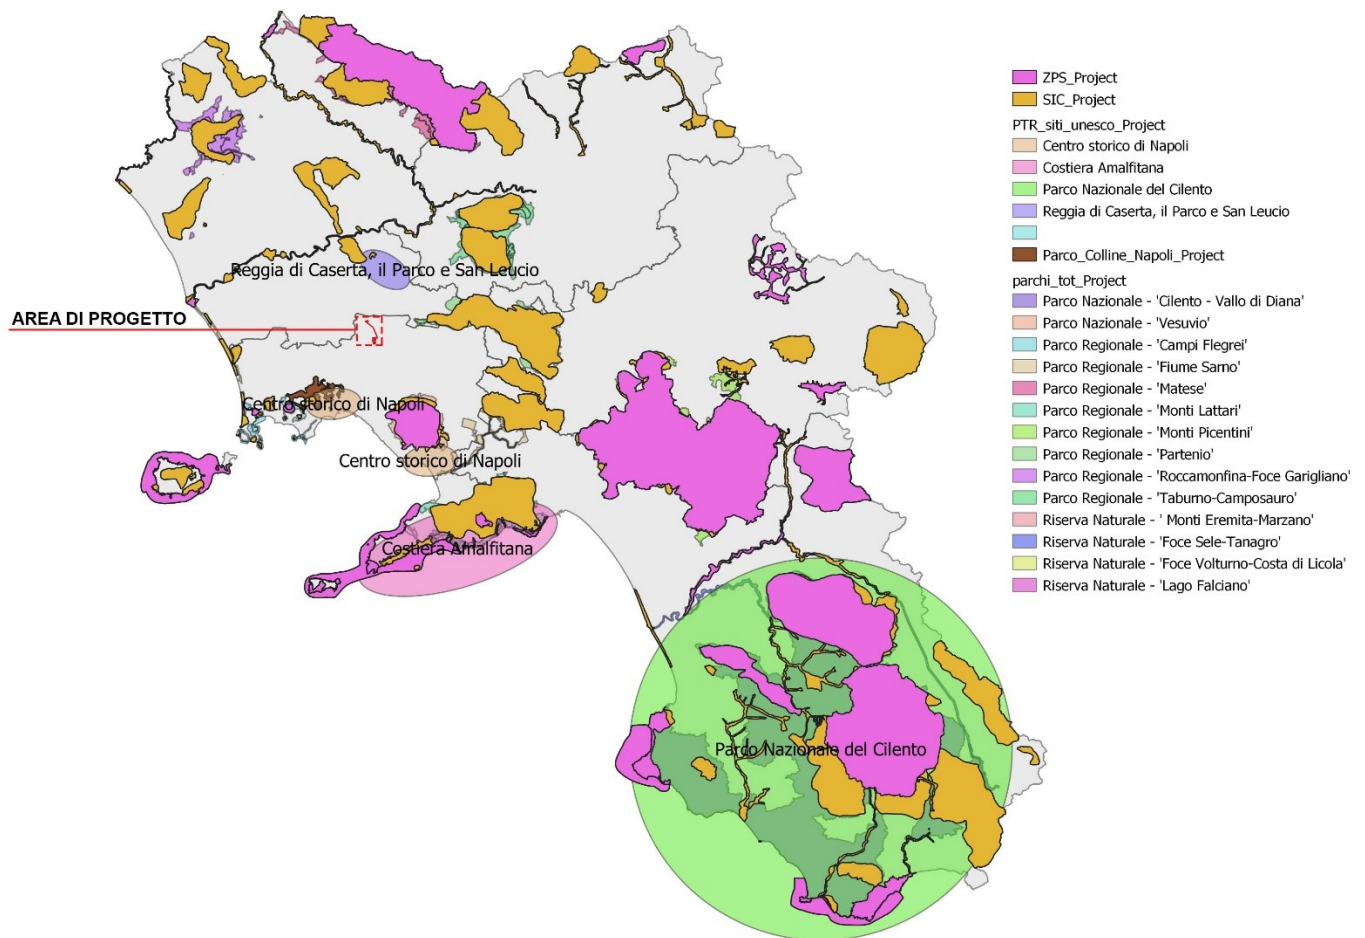 Reggia di Caserta, il Parco e San Leucio
AREA DI PROGETTO
Centro storico di Napoli
Centro storico di Napoli
Costiera Amalfitana
Parco Nazionale del Cilento
ZPS_Project
SIC_Project
PTR_siti_unesco_Project
Centro storico di Napoli
Costiera Amalfitana
Parco Nazionale del Cilento
Reggia di Caserta, il Parco e San Leucio
Parco_Colline_Napoli_Project
parchi_tot_Project
Parco Nazionale - 'Cilento - Vallo di Diana'
Parco Nazionale - 'Vesuvio'
Parco Regionale - 'Campi Flegrei'
Parco Regionale - 'Fiume Sarno'
Parco Regionale - 'Matese'
Parco Regionale - 'Monti Lattari'
Parco Regionale - 'Monti Picentini'
Parco Regionale - 'Partenio'
Parco Regionale - 'Roccamonfina-Foce Garigliano'
Parco Regionale - 'Taburno-Camposauro'
Riserva Naturale - ' Monti Eremita-Marzano'
Riserva Naturale - 'Foce Sele-Tanagro'
Riserva Naturale - 'Foce Volturno-Costa di Licola'
Riserva Naturale - 'Lago Falciano'